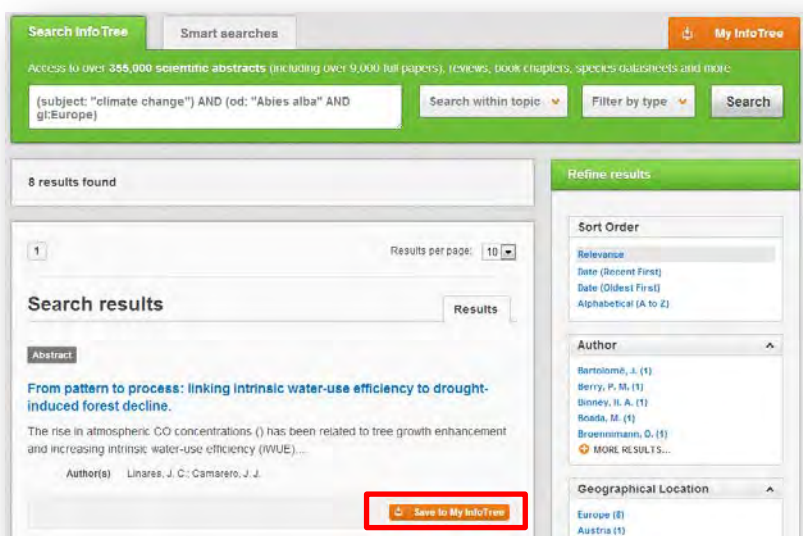 Search InfoTree
Smart searches
My InfoTree
Access to over 355,000 scientific abstracts (including over 9,000 full papers), reviews, book chapters, species datasheets and more
(subject: "climate change") AND (od: "Abies alba" AND
gl:Europe)
Search within topic
Filter by type
Search
8 results found
Refine results
1
Results per page: 10
Sort Order
Relevance
Date (Recent First)
Date (Oldest First)
Alphabetical (A to Z)
Search results
Results
Abstract
From pattern to process: linking intrinsic water-use efficiency to drought-
induced forest decline.
The rise in atmospheric CO concentrations () has been related to tree growth enhancement
and increasing intrinsic water-use efficiency (iWUE)....
Author(s) Linares, J. C.; Camarero, J. J.
Save to My InfoTree
Author
Bartolomé, J. (1)
Berry, P. M. (1)
Binney, H. A. (1)
Boada, M. (1)
Broennimann, O. (1)
MORE RESULTS...
Geographical Location
Europe (8)
Austria (1)